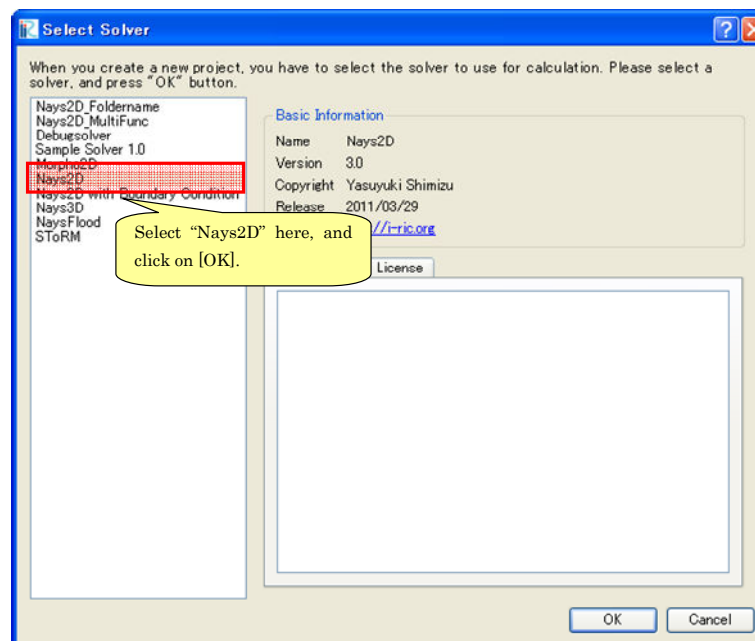 Select Solver
When you create a new project, you have to select the solver to use for calculation. Please select a
solver, and press "OK" button.
Nays2D_Foldername
Nays2D_MultiFunc
Debugsolver
Sample Solver 1.0
Morpho2D
Nays2D
Nays2D with Boundary Condition
Nays3D
NaysFlood
SToRM
Basic Information
Name Nays2D
Version 3.0
Copyright Yasuyuki Shimizu
Release 2011/03/29
//i-ric.org
Select “Nays2D” here, and
click on [OK].
License
OK Cancel